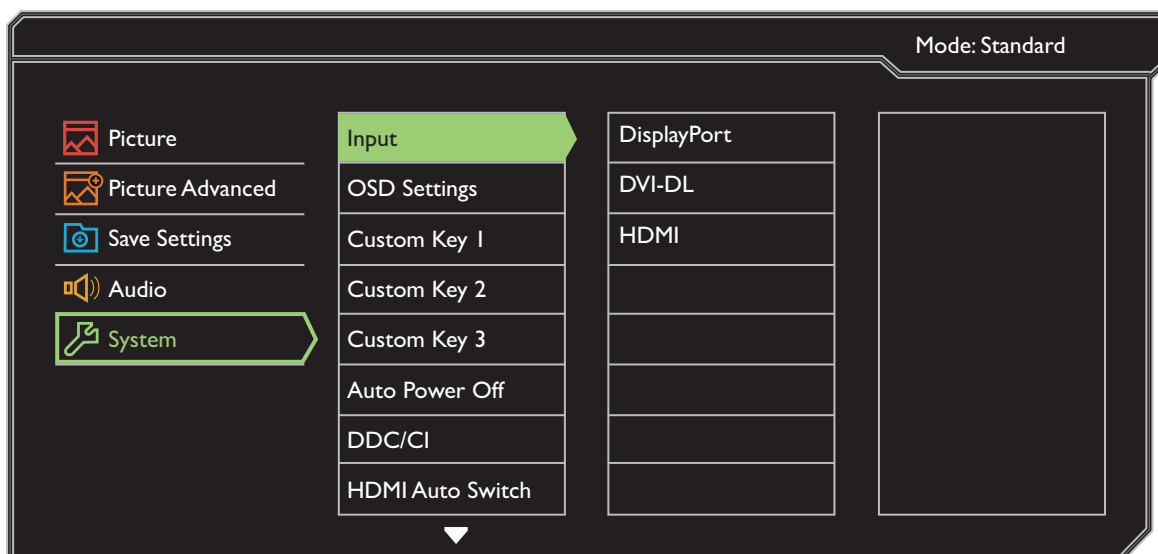 Mode: Standard
Picture
Picture Advanced
Save Settings
Audio
System
Input
OSD Settings
Custom Key 1
Custom Key 2
Custom Key 3
Auto Power Off
DDC/CI
HDMI Auto Switch
DisplayPort
DVI-DL
HDMI